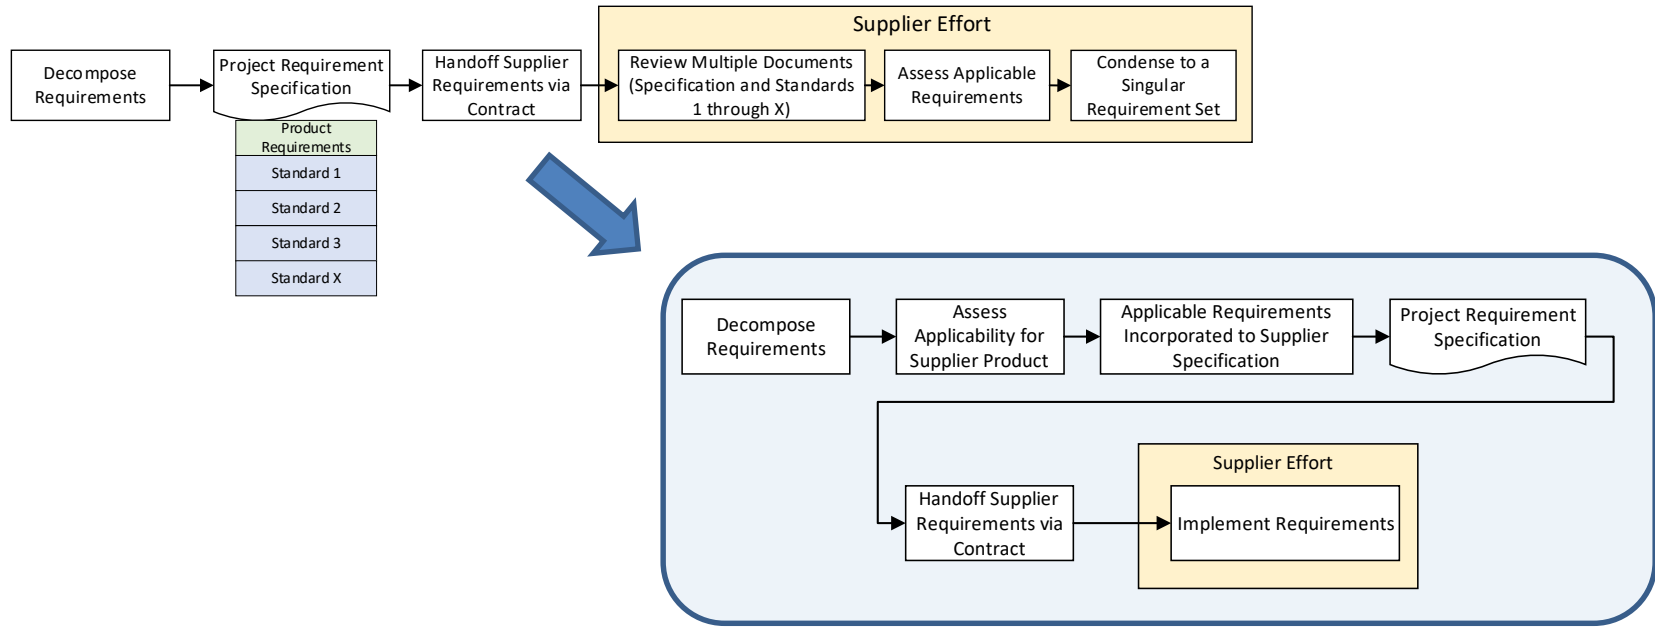 Supplier Effort
Decompose
Requirements
Project Requirement
Specification
Handoff Supplier
Requirements via
Contract
Review Multiple Documents
(Specification and Standards
1 through X)
Assess Applicable
Requirements
Condense to a
Singular
Requirement Set
Product
Requirements
Standard 1
Standard 2
Standard 3
Standard X
Decompose
Requirements
Assess
Applicability for
Supplier Product
Applicable Requirements
Incorporated to Supplier
Specification
Project Requirement
Specification
Handoff Supplier
Requirements via
Contract
Supplier Effort
Implement Requirements